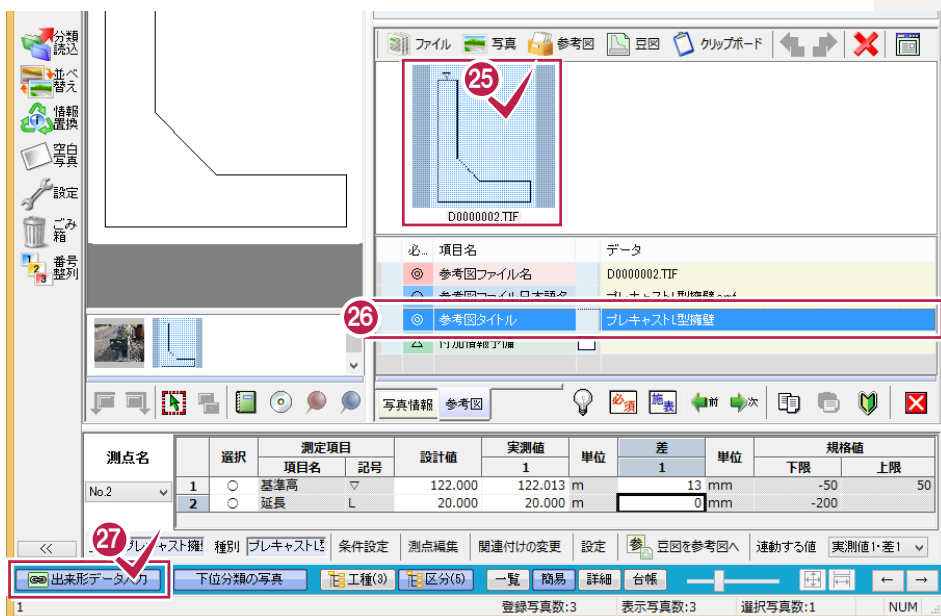 分類
読込
並べ
替え
情報
置換
空白
写真
設定
ごみ
箱
番号
整列
ファイル 写真 参考図 豆図 クリップボード
25
D0000002.TIF
必... 項目名 データ
◎ 参考図ファイル名 D0000002.TIF
26
◎ 参考図タイトル プレキャストL型擁壁
写真情報 参考図 必須 施表 前 次
測点名 選択 測定項目 設計値 実測値 単位 差 単位 規格値
項目名 記号 1 1 下限 上限
No.2
1 ○ 基準高 ▽ 122.000 122.013 m 13 mm -50 50
2 ○ 延長 L 20.000 20.000 m 0 mm -200
27
<< 種別 プレキャストL型 条件設定 測点編集 関連付けの変更 設定 参 豆図を参考図へ 連動する値 実測値1・差1
出来形データ入力 下位分類の写真 工種(3) 区分(5) 一覧 簡易 詳細 台帳 ← →
1 登録写真数:3 表示写真数:3 選択写真数:1 NUM